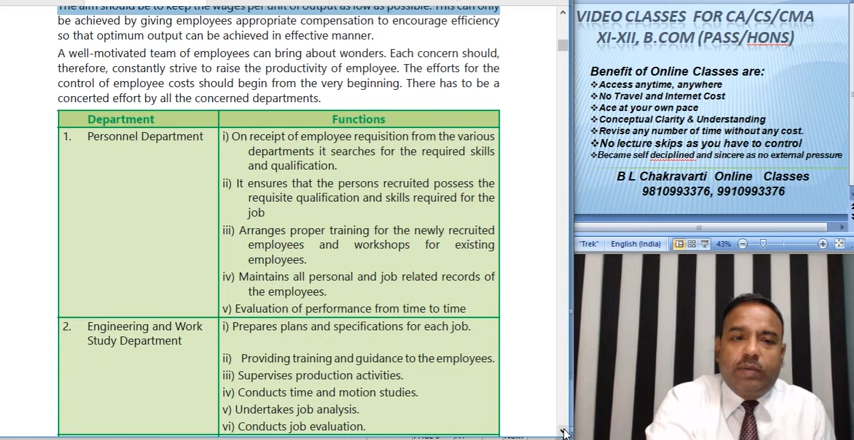 The aim should be to keep the wages per unit of output as low as possible. This can only
be achieved by giving employees appropriate compensation to encourage efficiency
so that optimum output can be achieved in effective manner.
A well-motivated team of employees can bring about wonders. Each concern should,
therefore, constantly strive to raise the productivity of employee. The efforts for the
control of employee costs should begin from the very beginning. There has to be a
concerted effort by all the concerned departments.
Department Functions
1. Personnel Department
i) On receipt of employee requisition from the various
departments it searches for the required skills
and qualification.
ii) It ensures that the persons recruited possess the
requisite qualification and skills required for the
job
iii) Arranges proper training for the newly recruited
employees and workshops for existing
employees.
iv) Maintains all personal and job related records of
the employees.
v) Evaluation of performance from time to time
2. Engineering and Work
Study Department
i) Prepares plans and specifications for each job.
ii) Providing training and guidance to the employees.
iii) Supervises production activities.
iv) Conducts time and motion studies.
v) Undertakes job analysis.
vi) Conducts job evaluation.
VIDEO CLASSES FOR CA/CS/CMA
XI-XII, B.COM (PASS/HONS)
Benefit of Online Classes are:
❖Access anytime, anywhere
❖No Travel and Internet Cost
❖Ace at your own pace
❖Conceptual Clarity & Understanding
❖Revise any number of time without any cost.
❖No lecture skips as you have to control
❖Became self deciplined and sincere as no external pressure
B L Chakravarti Online Classes
9810993376, 9910993376
"Trek" English (India) 43%